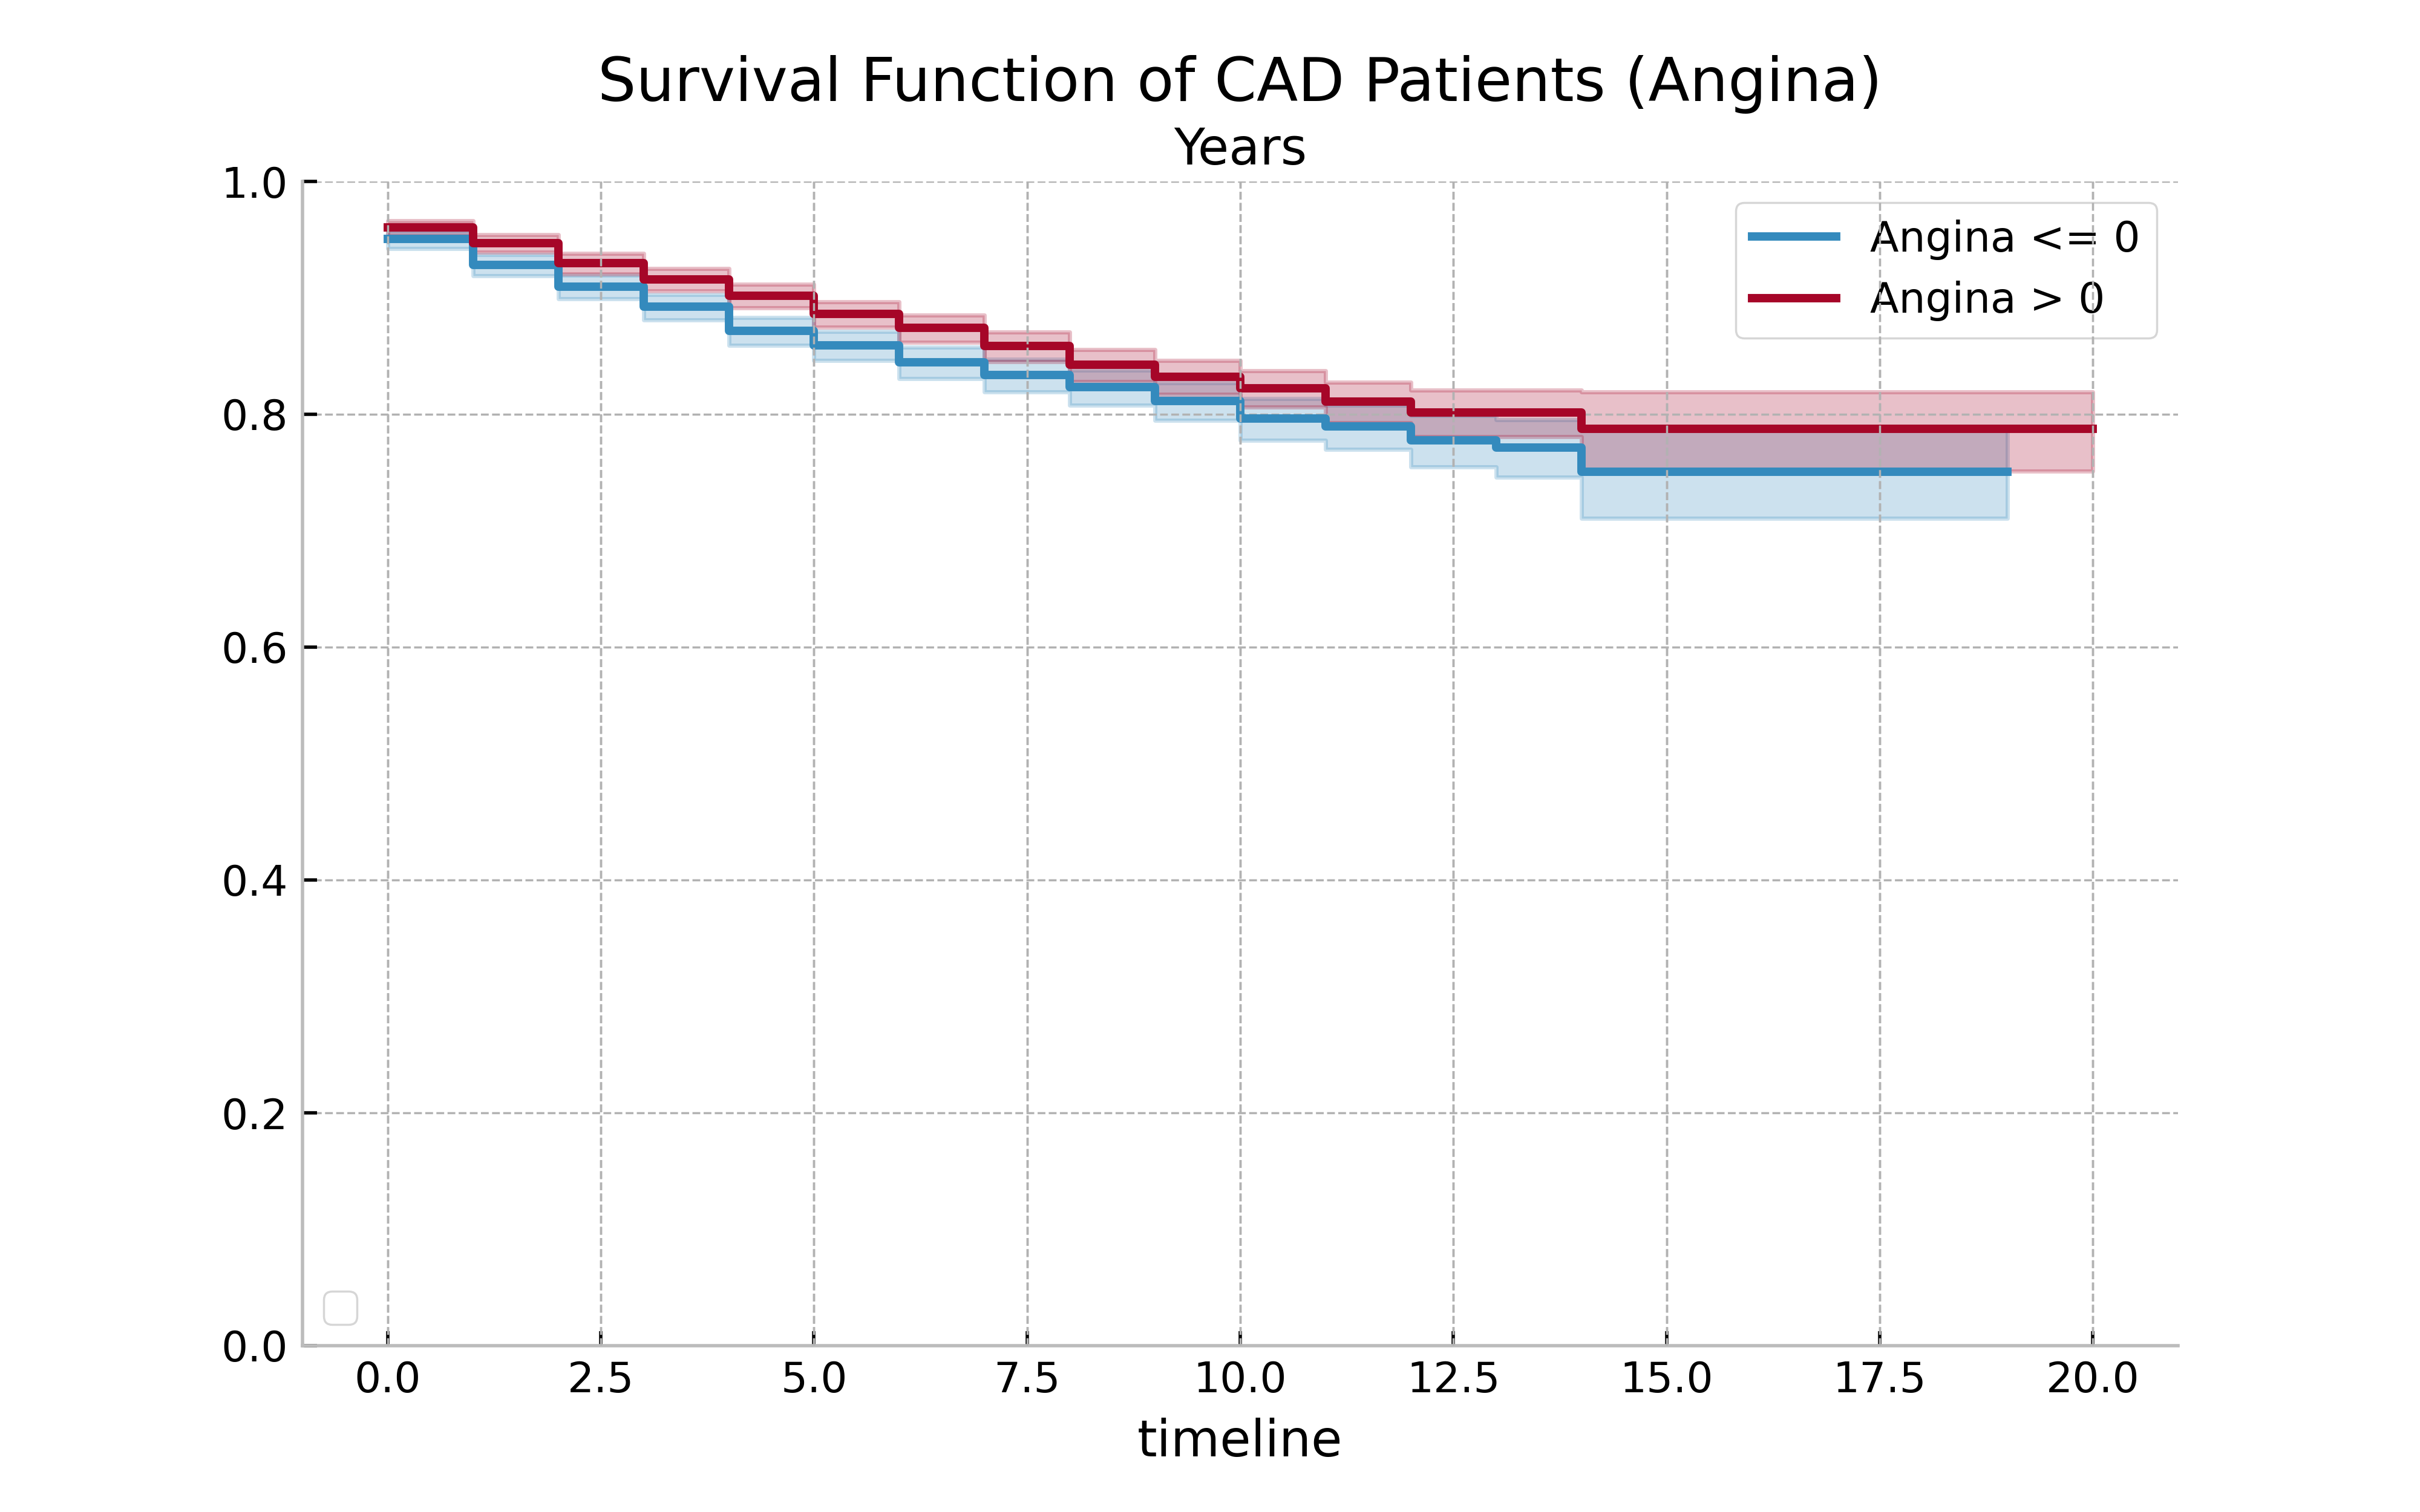 Survival Function of CAD Patients (Angina)
Years
1.0
0.8
0.6
0.4
0.2
0.0
Angina <= 0
Angina > 0
0.0 2.5 5.0 7.5 10.0 12.5 15.0 17.5 20.0
timeline